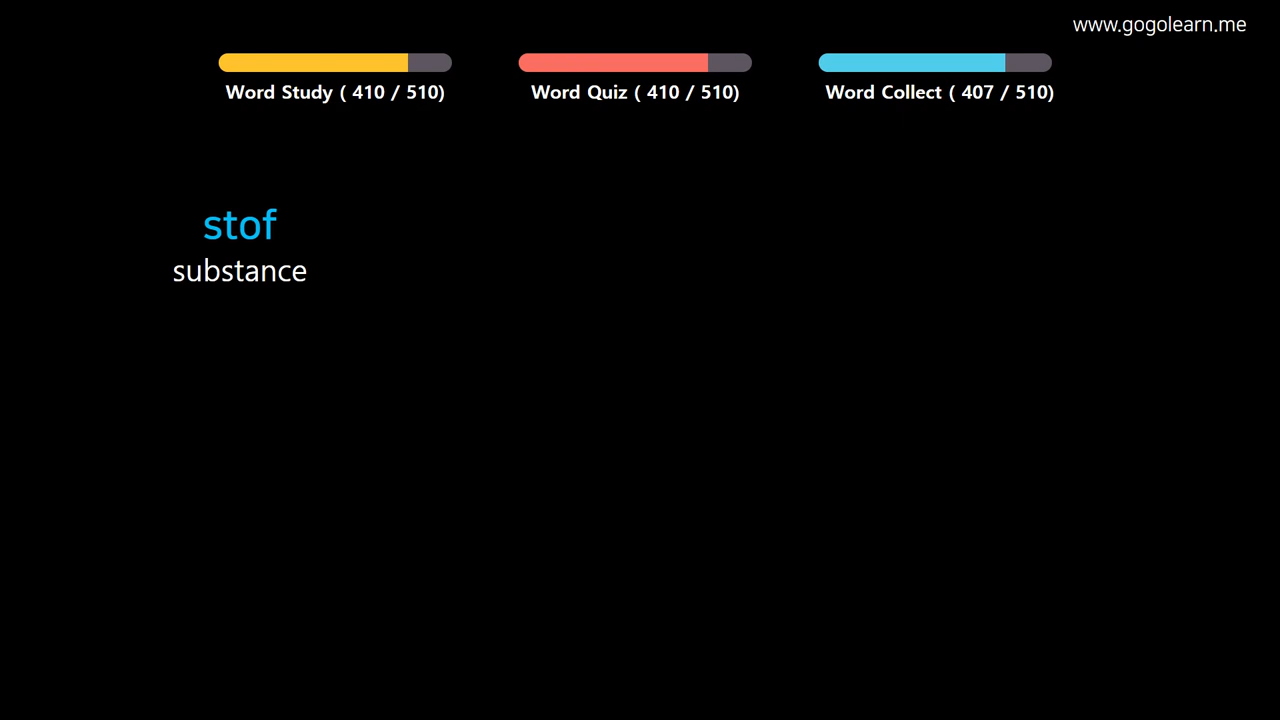 www.gogolearn.me
Word Study ( 410 / 510)
Word Quiz ( 410 / 510)
Word Collect ( 407 / 510)
stof
substance